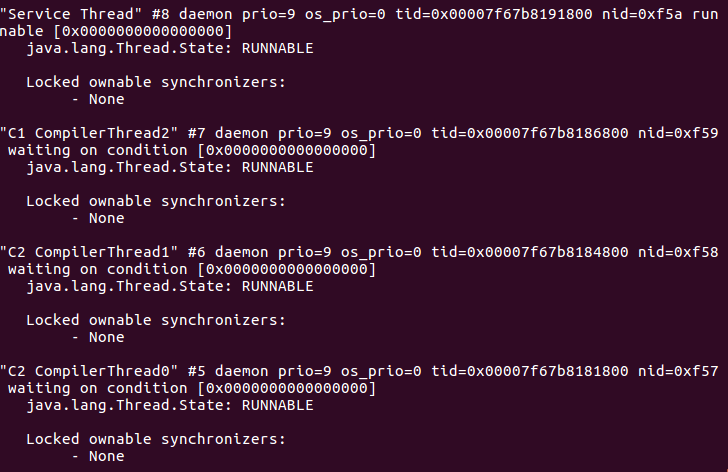 "Service Thread" #8 daemon prio=9 os_prio=0 tid=0x00007f67b8191800 nid=0xf5a run
nable [0x0000000000000000]
   java.lang.Thread.State: RUNNABLE

   Locked ownable synchronizers:
        - None

"C1 CompilerThread2" #7 daemon prio=9 os_prio=0 tid=0x00007f67b8186800 nid=0xf59
 waiting on condition [0x0000000000000000]
   java.lang.Thread.State: RUNNABLE

   Locked ownable synchronizers:
        - None

"C2 CompilerThread1" #6 daemon prio=9 os_prio=0 tid=0x00007f67b8184800 nid=0xf58
 waiting on condition [0x0000000000000000]
   java.lang.Thread.State: RUNNABLE

   Locked ownable synchronizers:
        - None

"C2 CompilerThread0" #5 daemon prio=9 os_prio=0 tid=0x00007f67b8181800 nid=0xf57
 waiting on condition [0x0000000000000000]
   java.lang.Thread.State: RUNNABLE

   Locked ownable synchronizers:
        - None